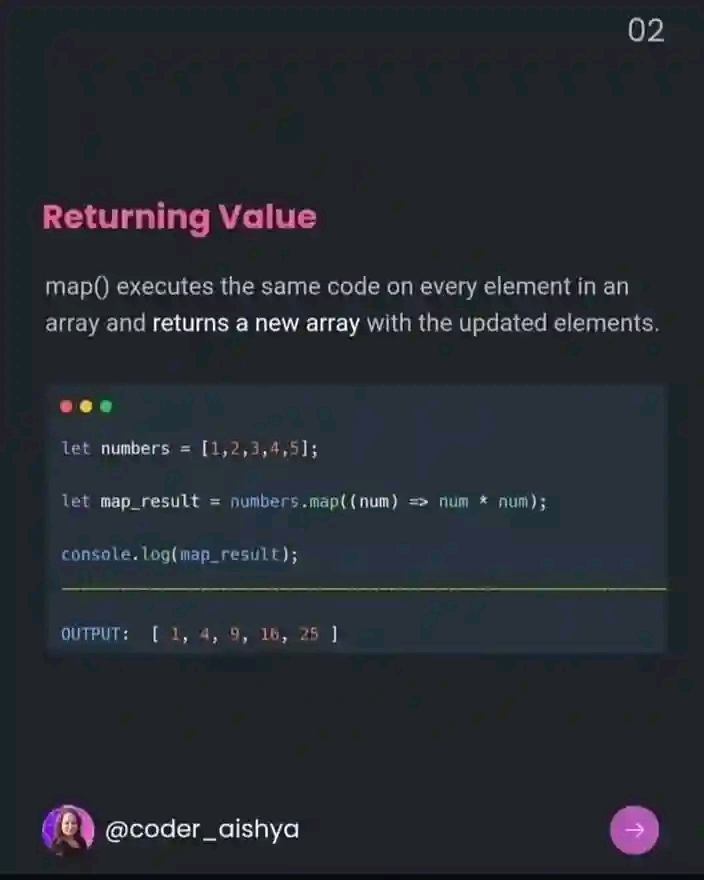 02
Returning Value
map() executes the same code on every element in an
array and returns a new array with the updated elements.
let numbers = [1,2,3,4,5];
let map_result = numbers.map((num) => num * num);
console.log(map_result);
OUTPUT: [ 1, 4, 9, 16, 25 ]
@coder_aishya